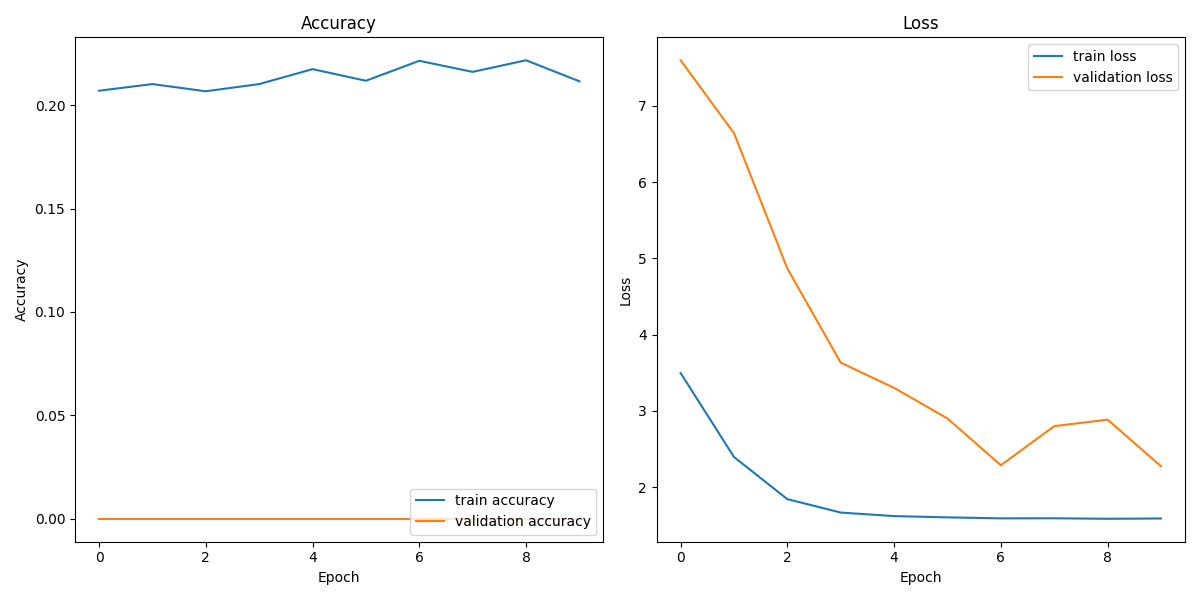 Accuracy
Accuracy
0.20
0.15
0.10
0.05
0.00
0 2 4 6 8
Epoch
train accuracy
validation accuracy
Loss
Loss
7
6
5
4
3
2
0 2 4 6 8
Epoch
train loss
validation loss